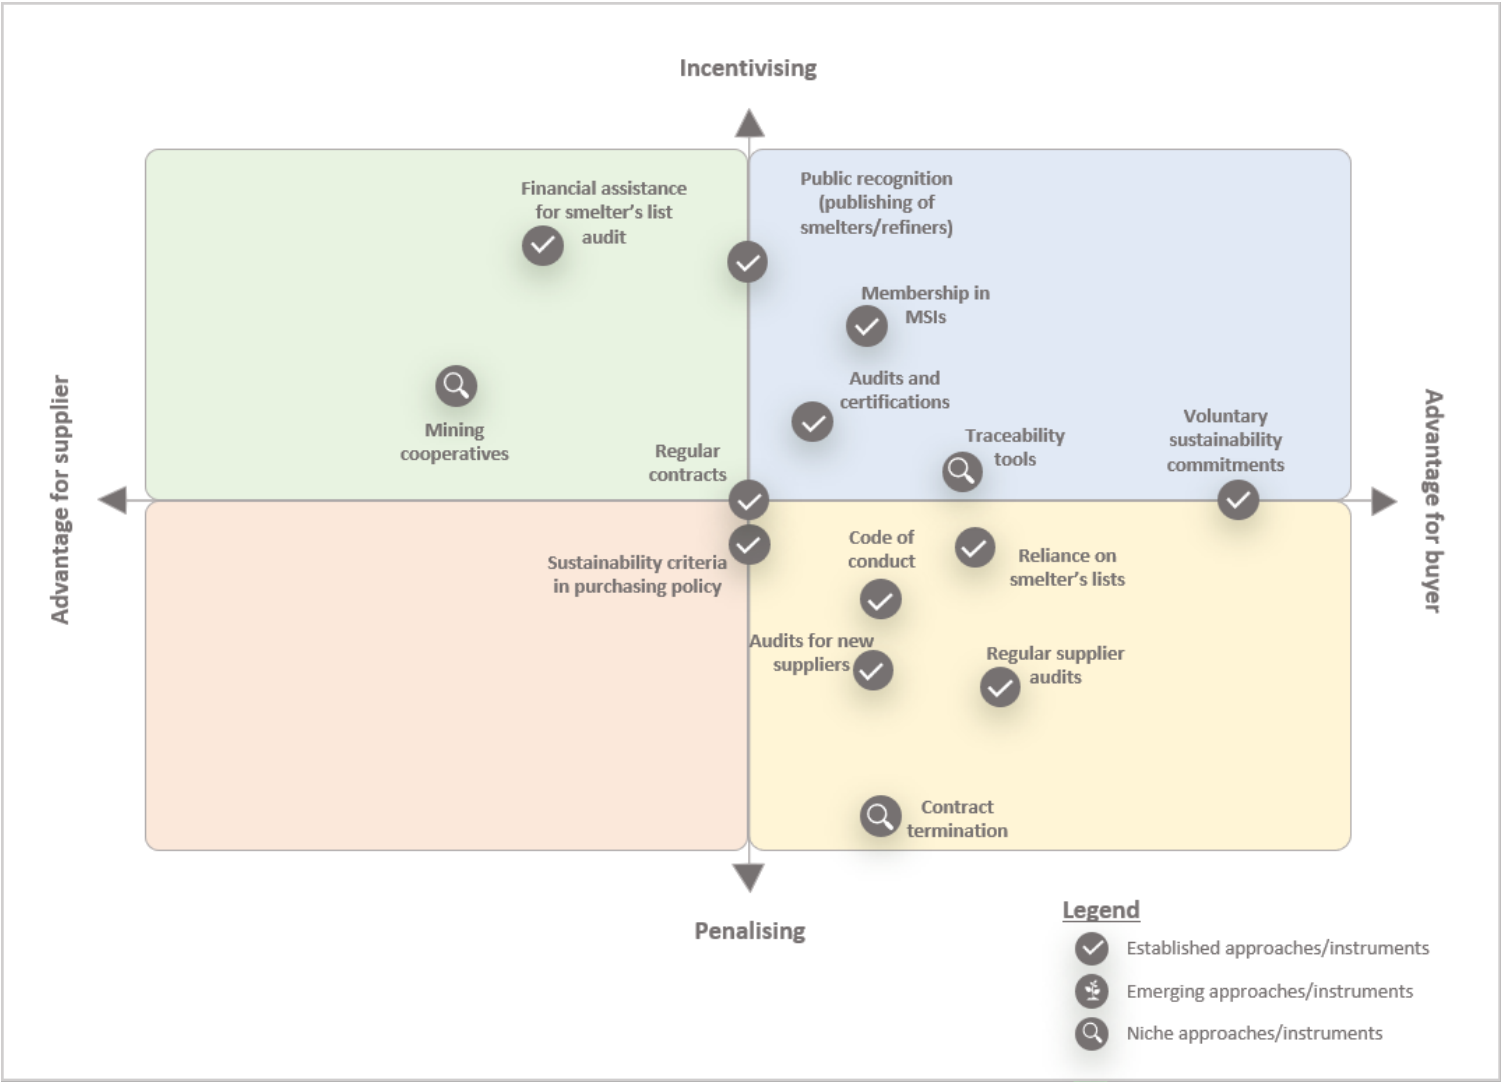 Incentivising
Financial assistance
for smelter's list
audit
Public recognition
(publishing of
smelters/refiners)
Membership in
MSIs
Audits and
certifications
Mining
cooperatives
Regular
contracts
Traceability
tools
Voluntary
sustainability
commitments
Advantage for supplier
Advantage for buyer
Sustainability criteria
in purchasing policy
Code of
conduct
Reliance on
smelter's lists
Audits for new
suppliers
Regular supplier
audits
Contract
termination
Penalising
Legend
Established approaches/instruments
Emerging approaches/instruments
Niche approaches/instruments